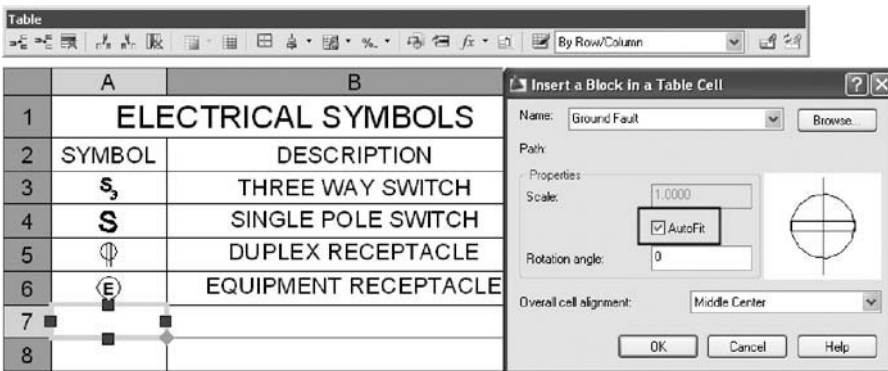 Table
By Row/Column
A B
1 ELECTRICAL SYMBOLS
2 SYMBOL DESCRIPTION
3 S3 THREE WAY SWITCH
4 S SINGLE POLE SWITCH
5 DUPLEX RECEPTACLE
6 E EQUIPMENT RECEPTACLE
7
8
Insert a Block in a Table Cell
Name: Ground Fault Browse...
Path:
Properties
Scale: 1.0000
AutoFit
Rotation angle: 0
Overall cell alignment: Middle Center
OK Cancel Help